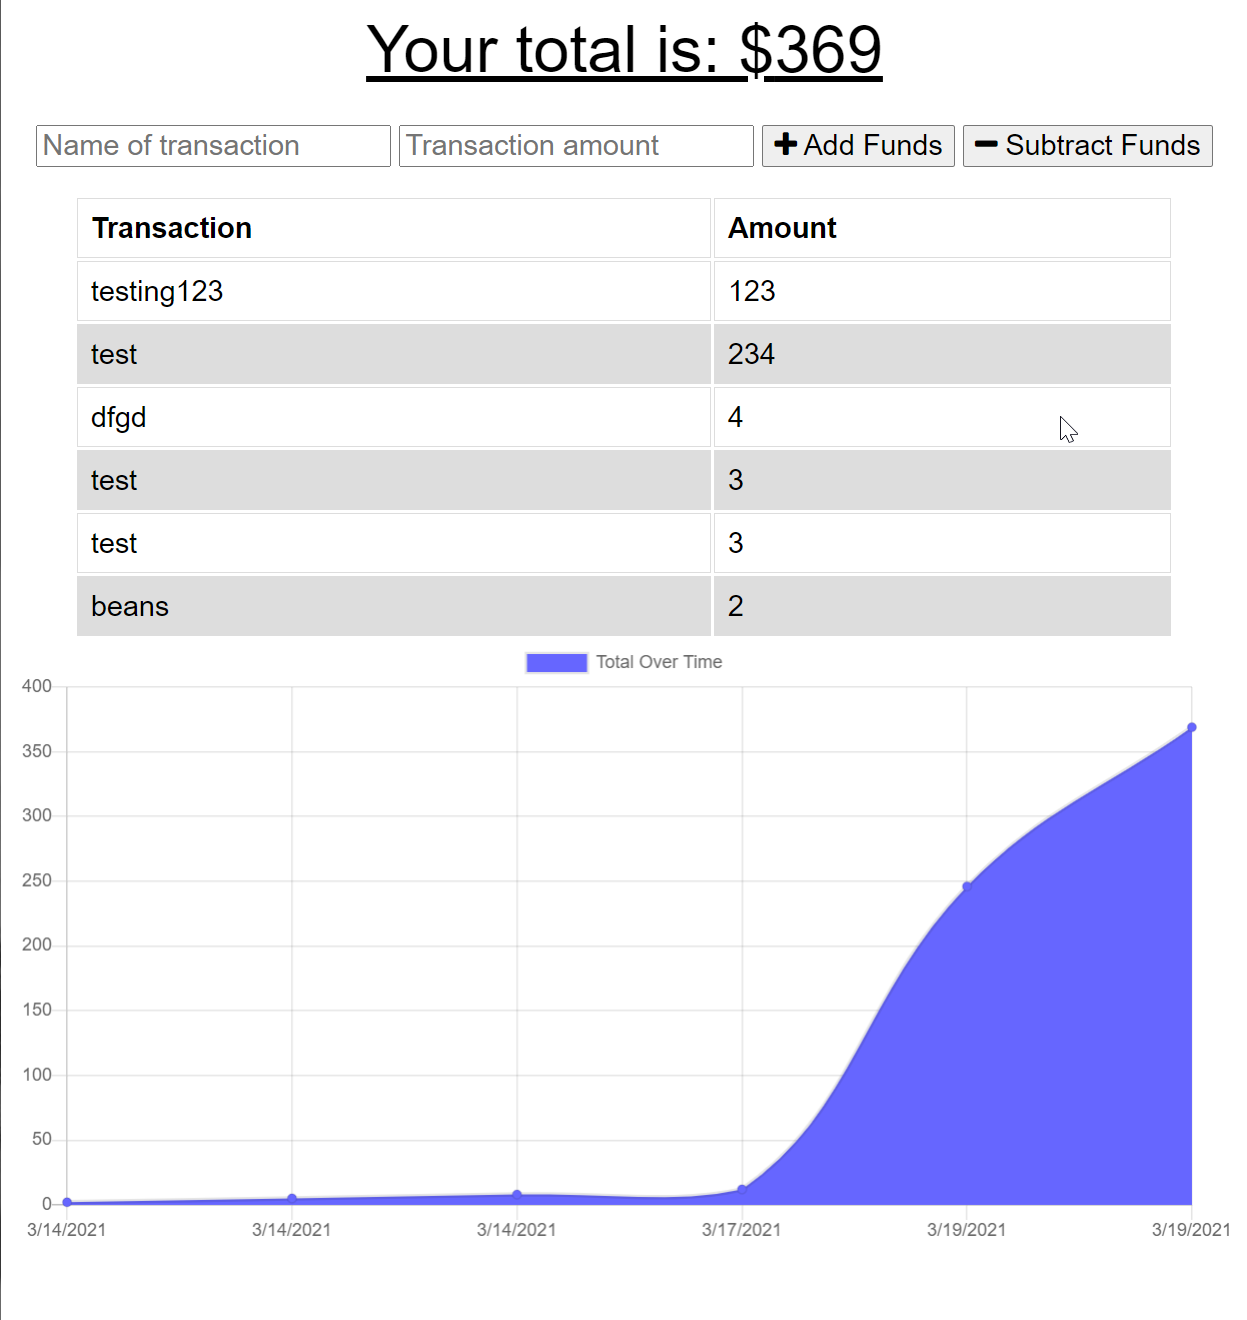 Your total is: $369
Name of transaction Transaction amount Add Funds Subtract Funds
Transaction Amount
testing123 123
test 234
dfgd 4
test 3
test 3
beans 2
Total Over Time
400
350
300
250
200
150
100
50
0
3/14/2021 3/14/2021 3/14/2021 3/17/2021 3/19/2021 3/19/2021